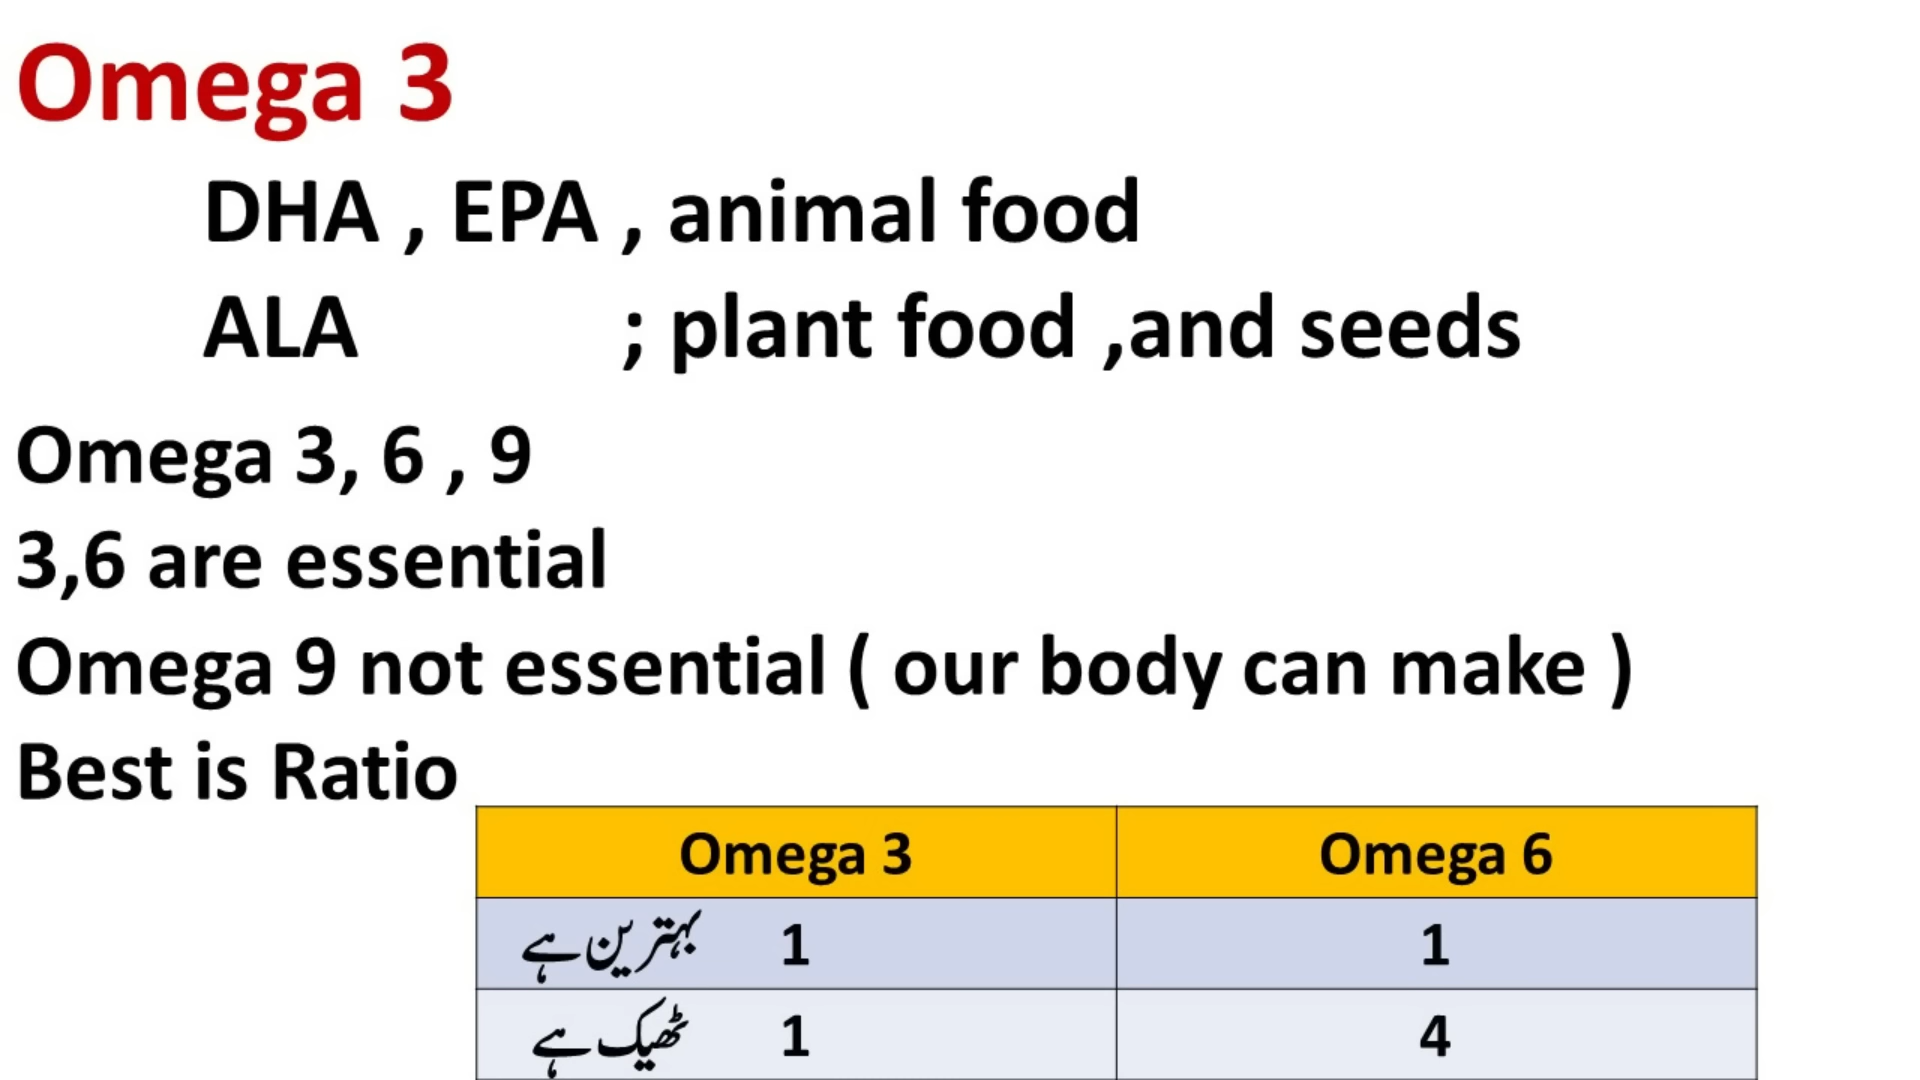 Omega 3
DHA , EPA , animal food
ALA ; plant food ,and seeds
Omega 3, 6 , 9
3,6 are essential
Omega 9 not essential ( our body can make )
Best is Ratio
Omega 3 Omega 6
بہترین ہے 1 1
ٹھیک ہے 1 4